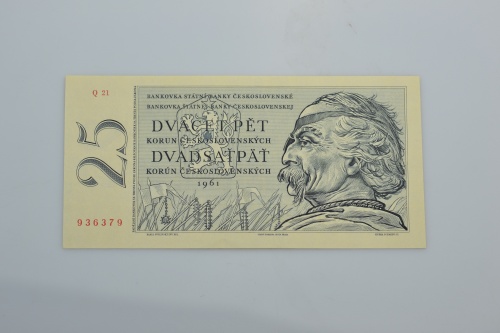 Q 21
BANKOVKA STÁTNÍ BANKY ČESKOSLOVENSKÉ
BANKOVKA ŠTÁTNEJ BANKY ČESKOSLOVENSKEJ
25
DVACET PĚT
KORUN ČESKOSLOVENSKÝCH
DVADSAŤPÄŤ
KORÚN ČESKOSLOVENSKÝCH
1961
936379